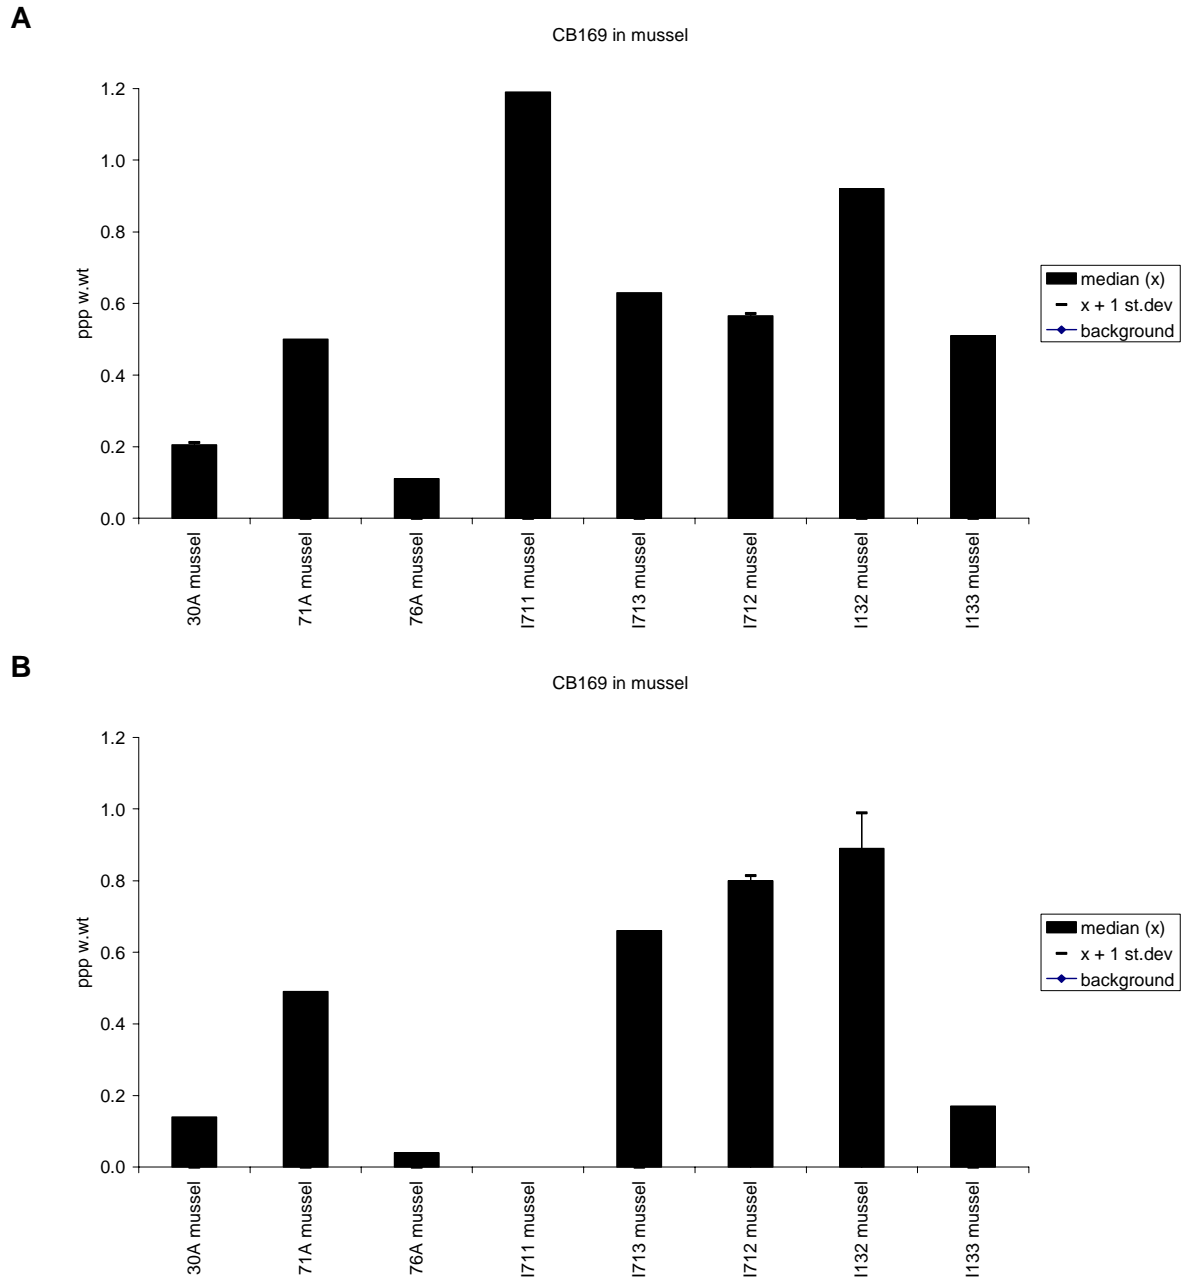 A
CB169 in mussel
1.2
1.0
0.8
0.6
0.4
0.2
0.0
ppp w.wt
30A mussel
71A mussel
76A mussel
I711 mussel
I713 mussel
I712 mussel
I132 mussel
I133 mussel
median (x)
x + 1 st.dev
background
B
CB169 in mussel
1.2
1.0
0.8
0.6
0.4
0.2
0.0
ppp w.wt
30A mussel
71A mussel
76A mussel
I711 mussel
I713 mussel
I712 mussel
I132 mussel
I133 mussel
median (x)
x + 1 st.dev
background